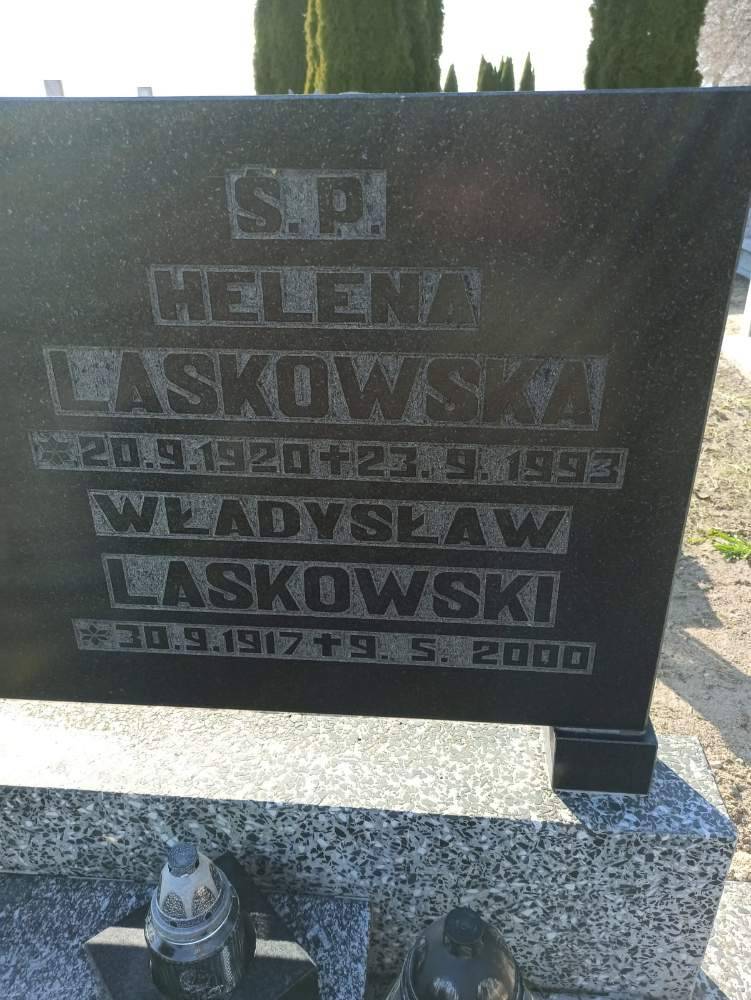 Ś.P.
HELENA
LASKOWSKA
* 20.9.1920 ✝ 23.9.1993
WŁADYSŁAW
LASKOWSKI
* 30.9.1917 ✝ 9.5.2000